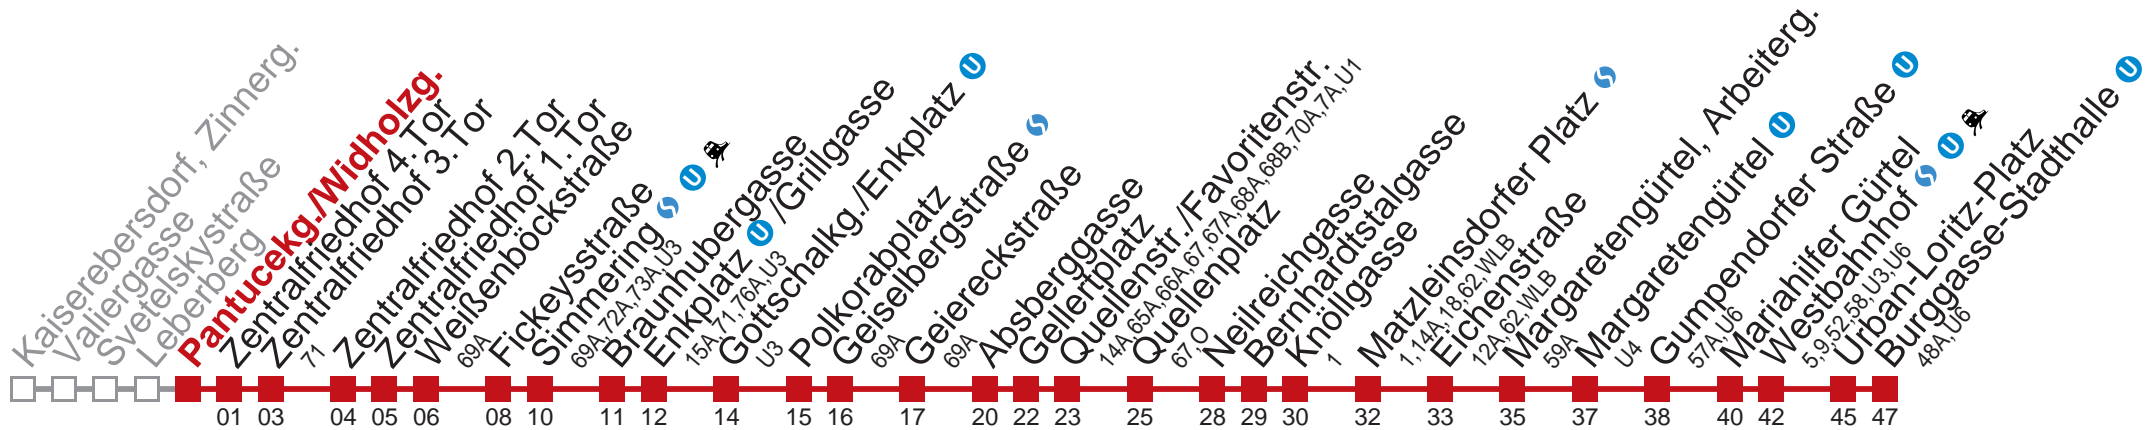 Kaiserebersdorf, Zinnerg.
Valiergasse
Svetelskystraße
Leberberg
Pantucekg./Widholzg.
Zentralfriedhof 4.Tor
Zentralfriedhof 3.Tor
71
Zentralfriedhof 2.Tor
Zentralfriedhof 1.Tor
Weißenböckstraße
69A
Fickeysstraße
Simmering S U
69A,72A,73A,U3
Braunhubergasse
Enkplatz U /Grillgasse
15A,71,76A,U3
Gottschalkg./Enkplatz U
U3
Polkorabplatz
Geiselbergstraße S
69A
Geiereckstraße
69A
Absberggasse
Gellertplatz
Quellenstr./Favoritenstr.
14A,65A,66A,67,67A,68A,68B,70A,7A,U1
Quellenplatz
67,O
Neilreichgasse
Bernhardtstalgasse
Knöllgasse
1
Matzleinsdorfer Platz S
1,14A,18,62,WLB
Eichenstraße
12A,62,WLB
Margaretengürtel, Arbeiterg.
59A
Margaretengürtel U
U4
Gumpendorfer Straße U
57A,U6
Mariahilfer Gürtel
Westbahnhof S U
5,9,52,58,U3,U6
Urban-Loritz-Platz
Burggasse-Stadthalle U
48A,U6
01 03 04 05 06 08 10 11 12 14 15 16 17 20 22 23 25 28 29 30 32 33 35 37 38 40 42 45 47